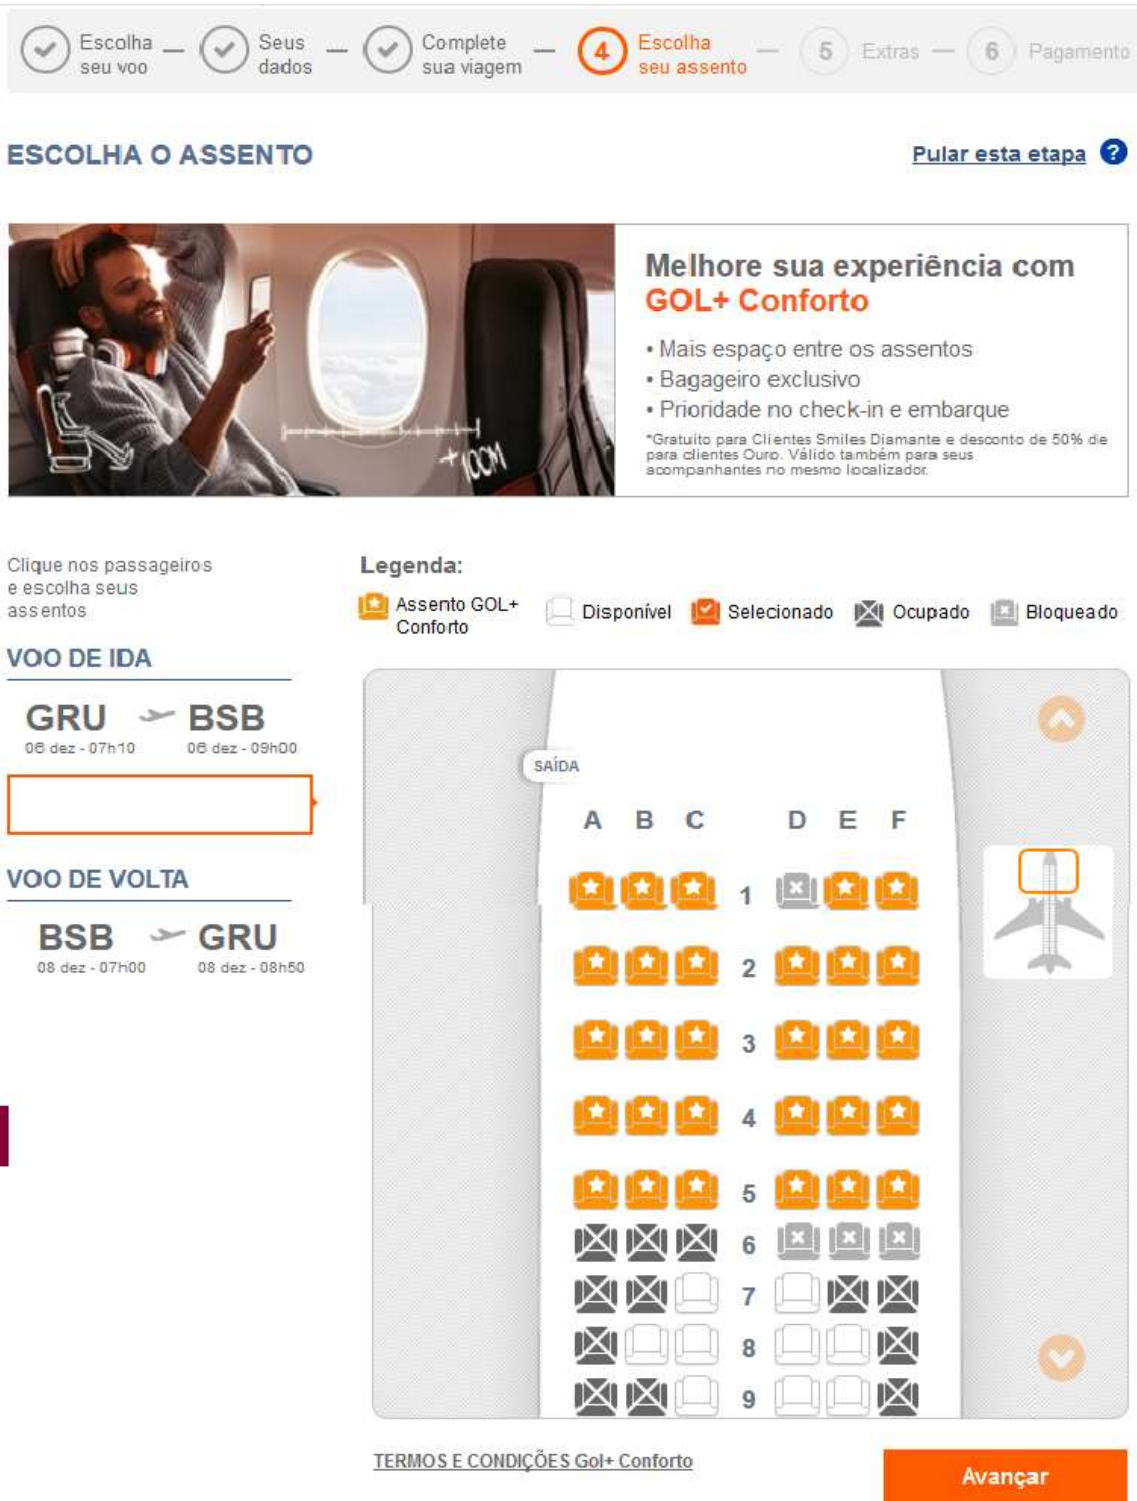 Escolha
seu voo
Seus
dados
Complete
sua viagem
4
Escolha
seu assento
5
Extras
6
Pagamento
ESCOLHA O ASSENTO
Pular esta etapa ?
+10CM
Melhore sua experiência com
GOL+ Conforto
• Mais espaço entre os assentos
• Bagageiro exclusivo
• Prioridade no check-in e embarque
*Gratuito para Clientes Smiles Diamante e desconto de 50% de
para clientes Ouro. Válido também para seus
acompanhantes no mesmo localizador.
Clique nos passageiros
e escolha seus
assentos
VOO DE IDA
GRU BSB
06 dez - 07h10 06 dez - 09h00
VOO DE VOLTA
BSB GRU
08 dez - 07h00 08 dez - 08h50
Legenda:
Assento GOL+
Conforto
Disponível
Selecionado
Ocupado
Bloqueado
SAÍDA
A B C D E F
1
2
3
4
5
6
7
8
9
TERMOS E CONDIÇÕES Gol+ Conforto
Avançar